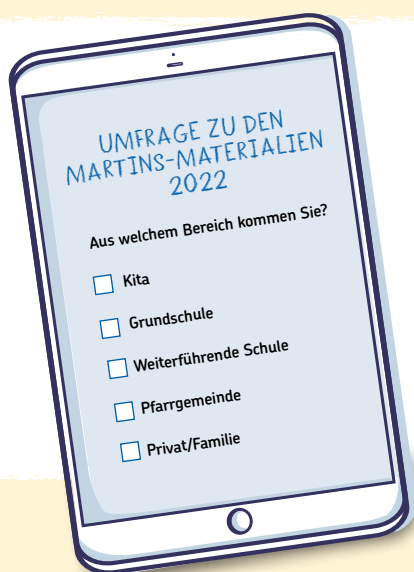 UMFRAGE ZU DEN
MARTINS-MATERIALIEN
2022
Aus welchem Bereich kommen Sie?
Kita
Grundschule
Weiterführende Schule
Pfarrgemeinde
Privat/Familie